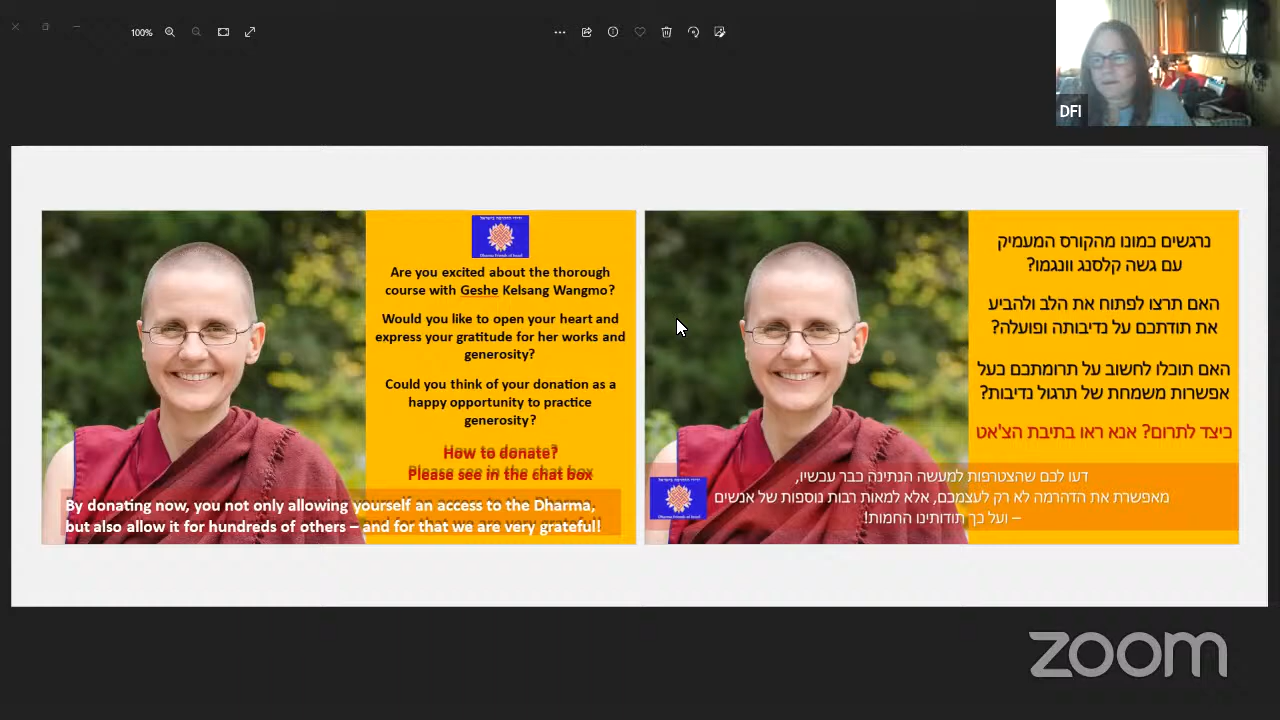 100%
DFI
Dharma Friends of Israel
Are you excited about the thorough
course with Geshe Kelsang Wangmo?
Would you like to open your heart and
express your gratitude for her works and
generosity?
Could you think of your donation as a
happy opportunity to practice
generosity?
How to donate?
Please see in the chat box
By donating now, you not only allowing yourself an access to the Dharma,
but also allow it for hundreds of others – and for that we are very grateful!
נרגשים כמונו מהקורס המעמיק
עם גשה קלסנג וונגמו?
האם תרצו לפתוח את הלב ולהביע
את תודתכם על נדיבותה ופועלה?
האם תוכלו לחשוב על תרומתכם כעל
אפשרות משמחת של תרגול נדיבות?
כיצד לתרום? אנא ראו בתיבת הצ'אט
דעו לכם שהצטרפות למעשה הנתינה כבר עכשיו,
מאפשרת את הדהרמה לא רק לעצמכם, אלא למאות רבות נוספות של אנשים
– ועל כך תודותינו החמות!
zoom